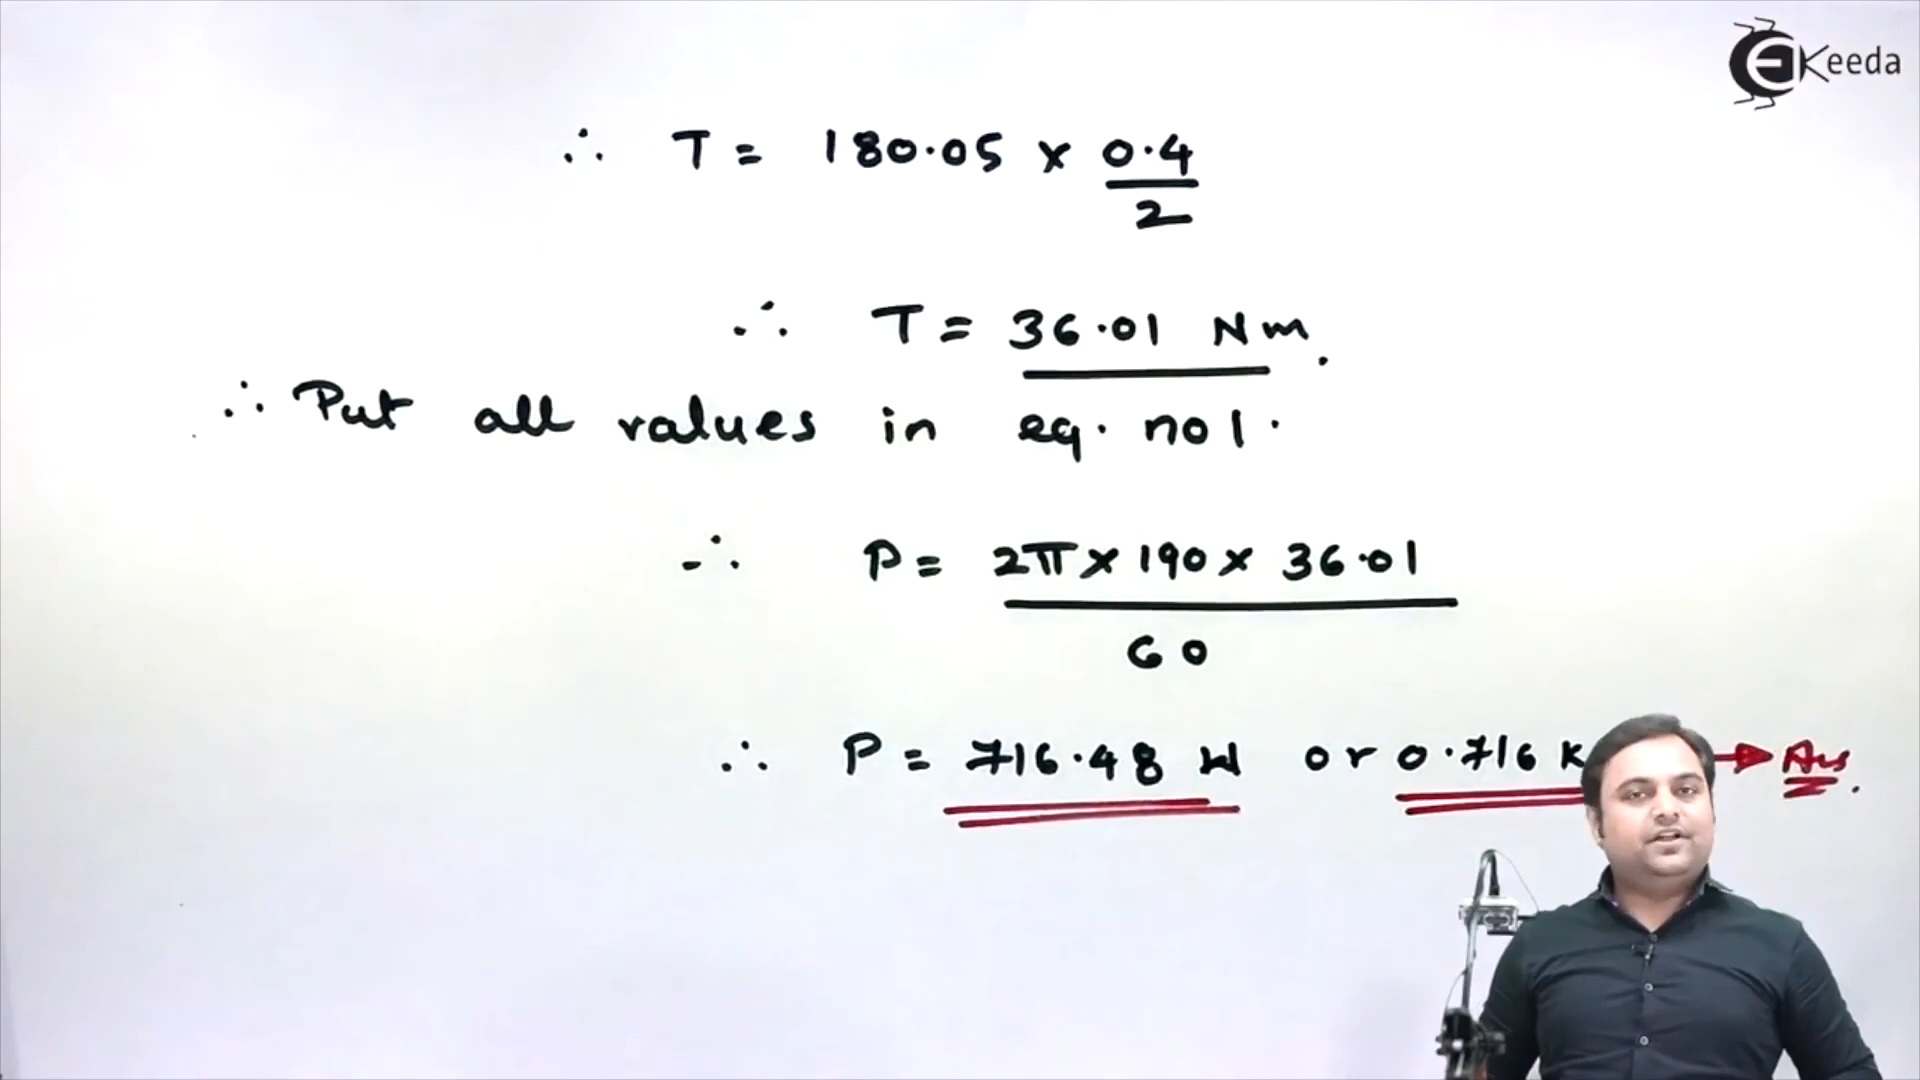 EKeeda
∴ T = 180.05 x 0.4
2
∴ T = 36.01 Nm.
∴ Put all values in eq. no 1.
∴ P = 2π x 190 x 36.01
60
∴ P = 716.48 W or 0.716 K → Ans.